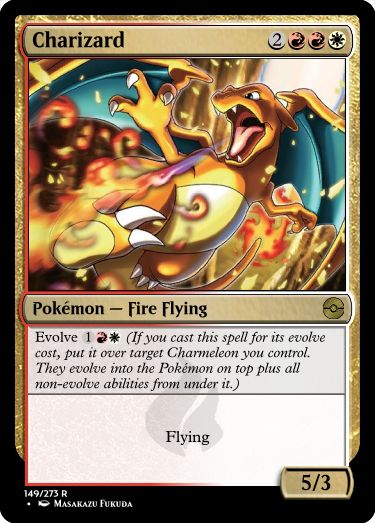 Charizard 2
Pokémon — Fire Flying
Evolve 1 (If you cast this spell for its evolve
cost, put it over target Charmeleon you control.
They evolve into the Pokémon on top plus all
non-evolve abilities from under it.)
Flying
5/3
149/273 R
• Masakazu Fukuda